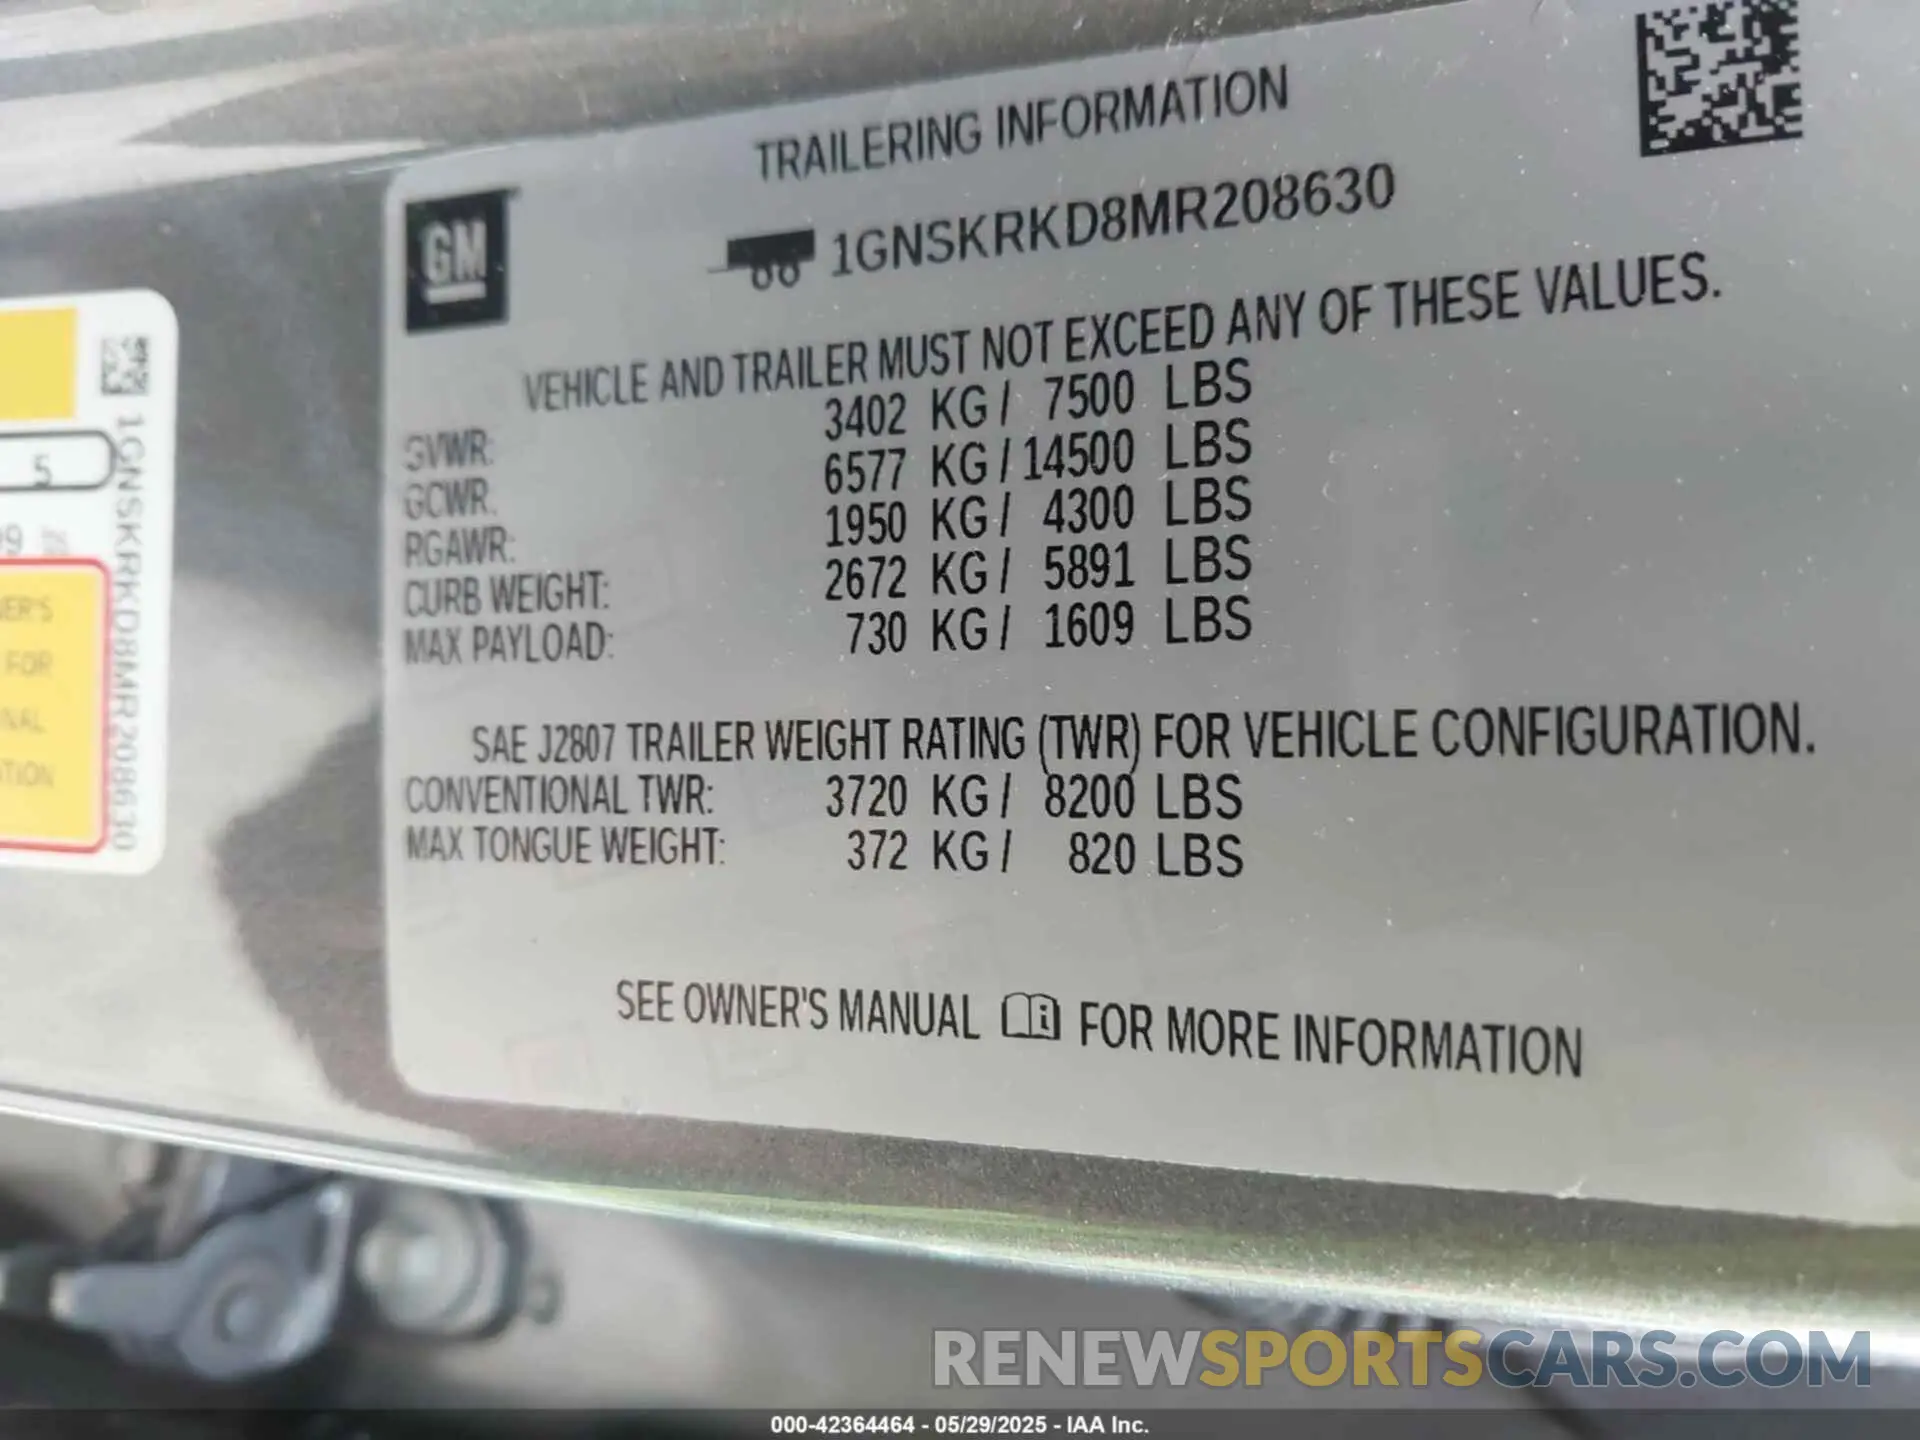 TRAILERING INFORMATION
GM
1GNSKRKD8MR208630
VEHICLE AND TRAILER MUST NOT EXCEED ANY OF THESE VALUES.
GVWR: 3402 KG / 7500 LBS
GCWR: 6577 KG / 14500 LBS
RGAWR: 1950 KG / 4300 LBS
CURB WEIGHT: 2672 KG / 5891 LBS
MAX PAYLOAD: 730 KG / 1609 LBS
SAE J2807 TRAILER WEIGHT RATING (TWR) FOR VEHICLE CONFIGURATION.
CONVENTIONAL TWR: 3720 KG / 8200 LBS
MAX TONGUE WEIGHT: 372 KG / 820 LBS
SEE OWNER'S MANUAL FOR MORE INFORMATION
5
FOR
1GNSKRKD8MR208630
RENEWSPORTSCARS.COM
000-42364464 - 05/29/2025 - IAA Inc.